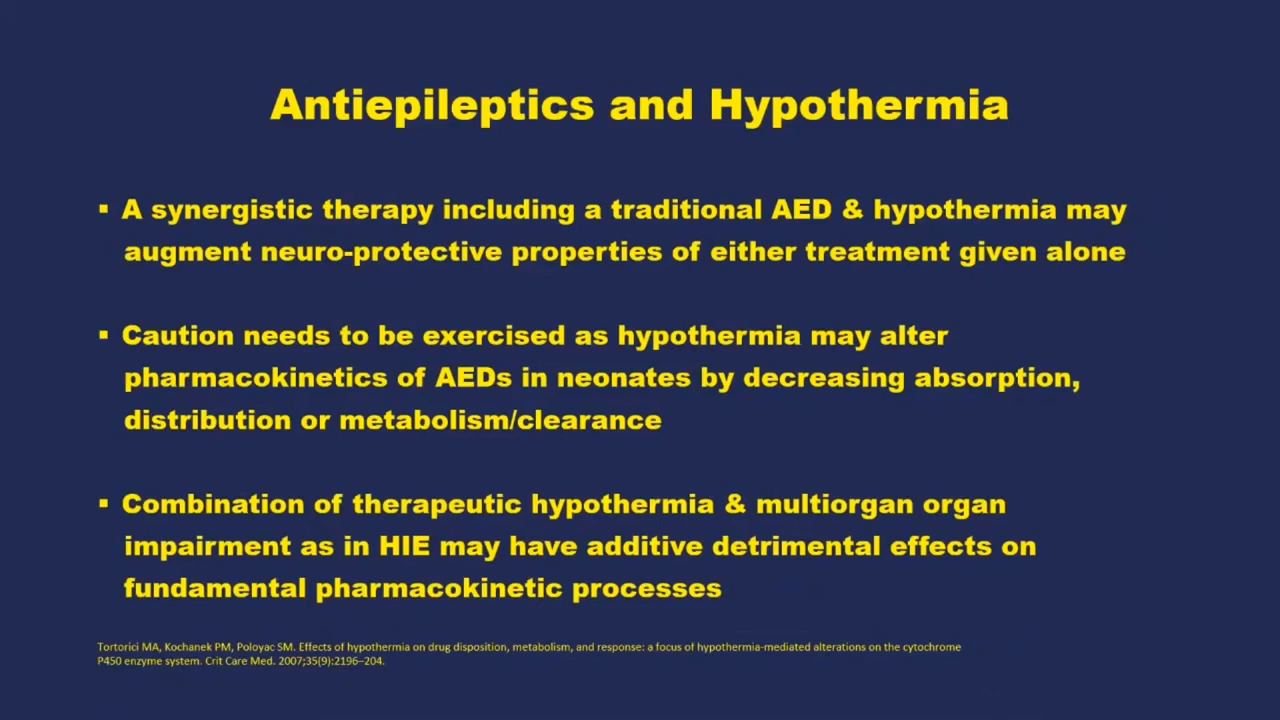 Antiepileptics and Hypothermia
▪ A synergistic therapy including a traditional AED & hypothermia may
augment neuro-protective properties of either treatment given alone
▪ Caution needs to be exercised as hypothermia may alter
pharmacokinetics of AEDs in neonates by decreasing absorption,
distribution or metabolism/clearance
▪ Combination of therapeutic hypothermia & multiorgan organ
impairment as in HIE may have additive detrimental effects on
fundamental pharmacokinetic processes
Tortorici MA, Kochanek PM, Poloyac SM. Effects of hypothermia on drug disposition, metabolism, and response: a focus of hypothermia-mediated alterations on the cytochrome
P450 enzyme system. Crit Care Med. 2007;35(9):2196–204.